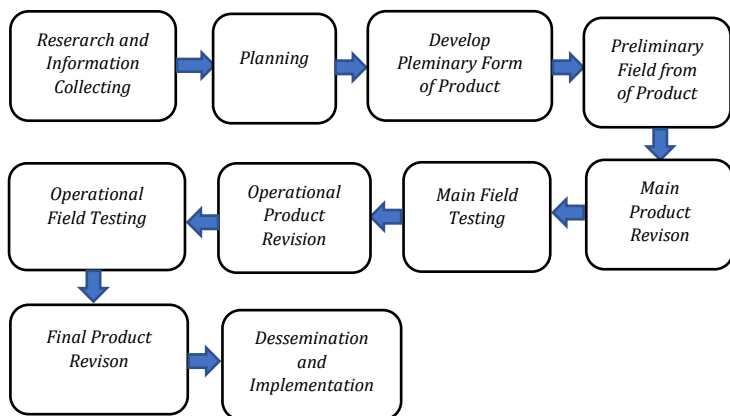 Reserarch and
Information
Collecting
Planning
Develop
Pleminary Form
of Product
Preliminary
Field from
of Product
Main
Product
Revison
Main Field
Testing
Operational
Product
Revision
Operational
Field Testing
Final Product
Revison
Dessemination
and
Implementation